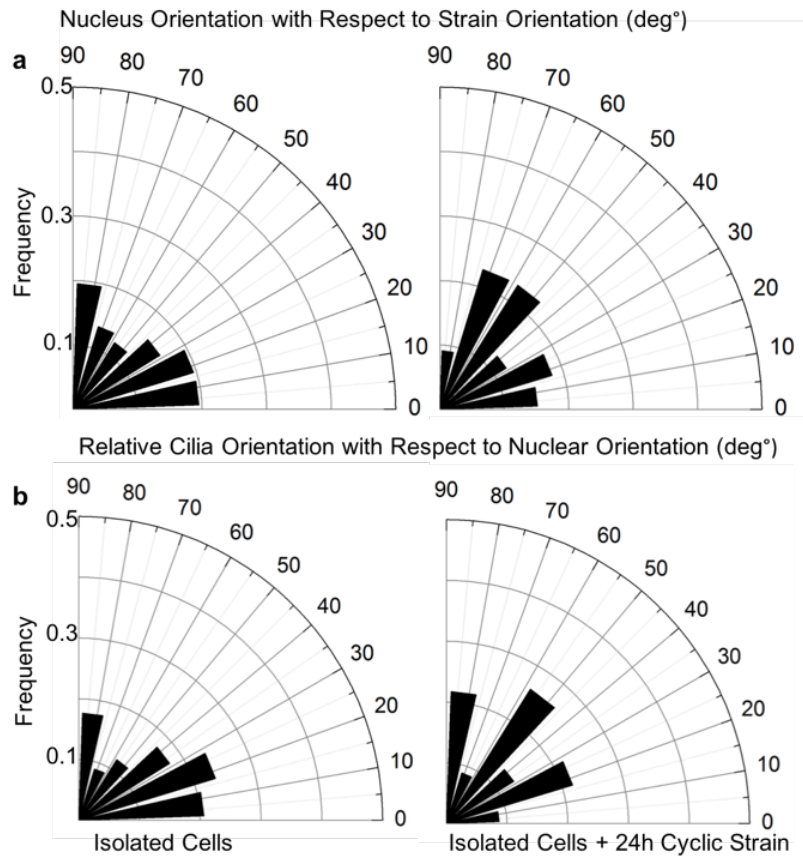 Nucleus Orientation with Respect to Strain Orientation (deg°)
a
90 80 70 60 50 40 30 20 10 0
0.5
0.3
0.1
Frequency
90 80 70 60 50 40 30 20 10 0
Relative Cilia Orientation with Respect to Nuclear Orientation (deg°)
b
90 80 70 60 50 40 30 20 10 0
0.5
0.3
0.1
Frequency
90 80 70 60 50 40 30 20 10 0
Isolated Cells
Isolated Cells + 24h Cyclic Strain